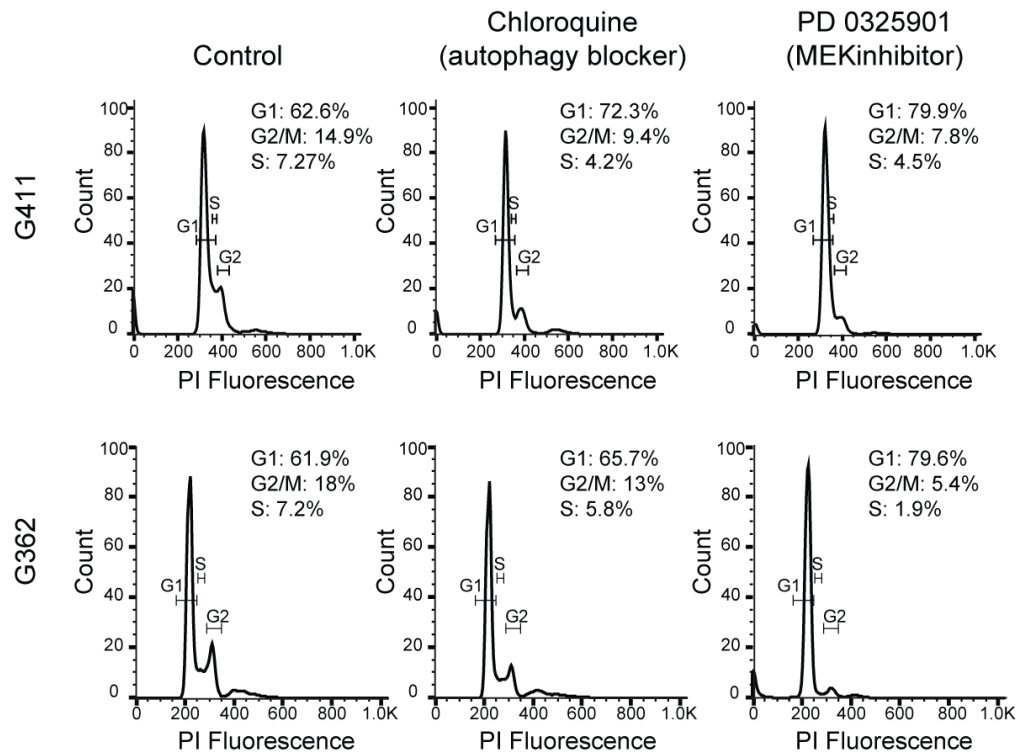 Control
Chloroquine
(autophagy blocker)
PD 0325901
(MEKinhibitor)
G411
Count
100
80
60
40
20
0
G1: 62.6%
G2/M: 14.9%
S: 7.27%
S
G1
G2
0 200 400 600 800 1.0K
PI Fluorescence
Count
100
80
60
40
20
0
G1: 72.3%
G2/M: 9.4%
S: 4.2%
S
G1
G2
0 200 400 600 800 1.0K
PI Fluorescence
Count
100
80
60
40
20
0
G1: 79.9%
G2/M: 7.8%
S: 4.5%
S
G1
G2
0 200 400 600 800 1.0K
PI Fluorescence
G362
Count
100
80
60
40
20
0
G1: 61.9%
G2/M: 18%
S: 7.2%
S
G1
G2
0 200 400 600 800 1.0K
PI Fluorescence
Count
100
80
60
40
20
0
G1: 65.7%
G2/M: 13%
S: 5.8%
S
G1
G2
0 200 400 600 800 1.0K
PI Fluorescence
Count
100
80
60
40
20
0
G1: 79.6%
G2/M: 5.4%
S: 1.9%
S
G1
G2
0 200 400 600 800 1.0K
PI Fluorescence